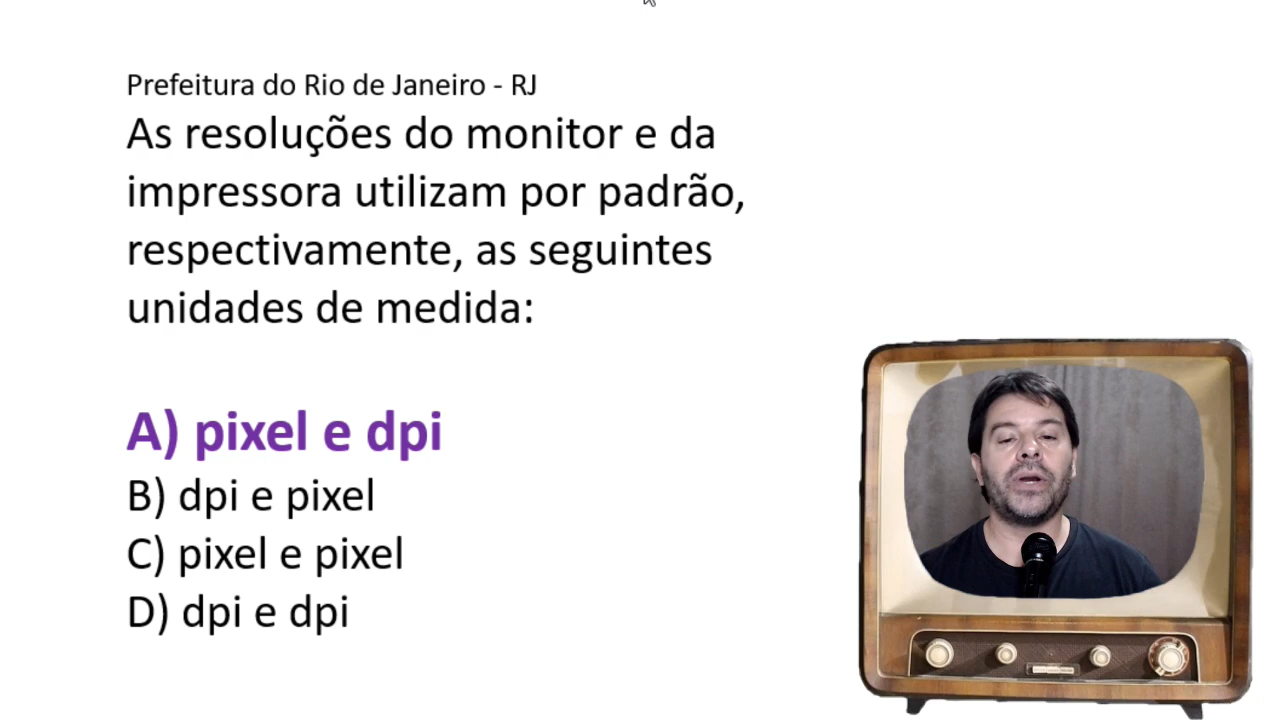 Prefeitura do Rio de Janeiro - RJ
As resoluções do monitor e da
impressora utilizam por padrão,
respectivamente, as seguintes
unidades de medida:
A) pixel e dpi
B) dpi e pixel
C) pixel e pixel
D) dpi e dpi